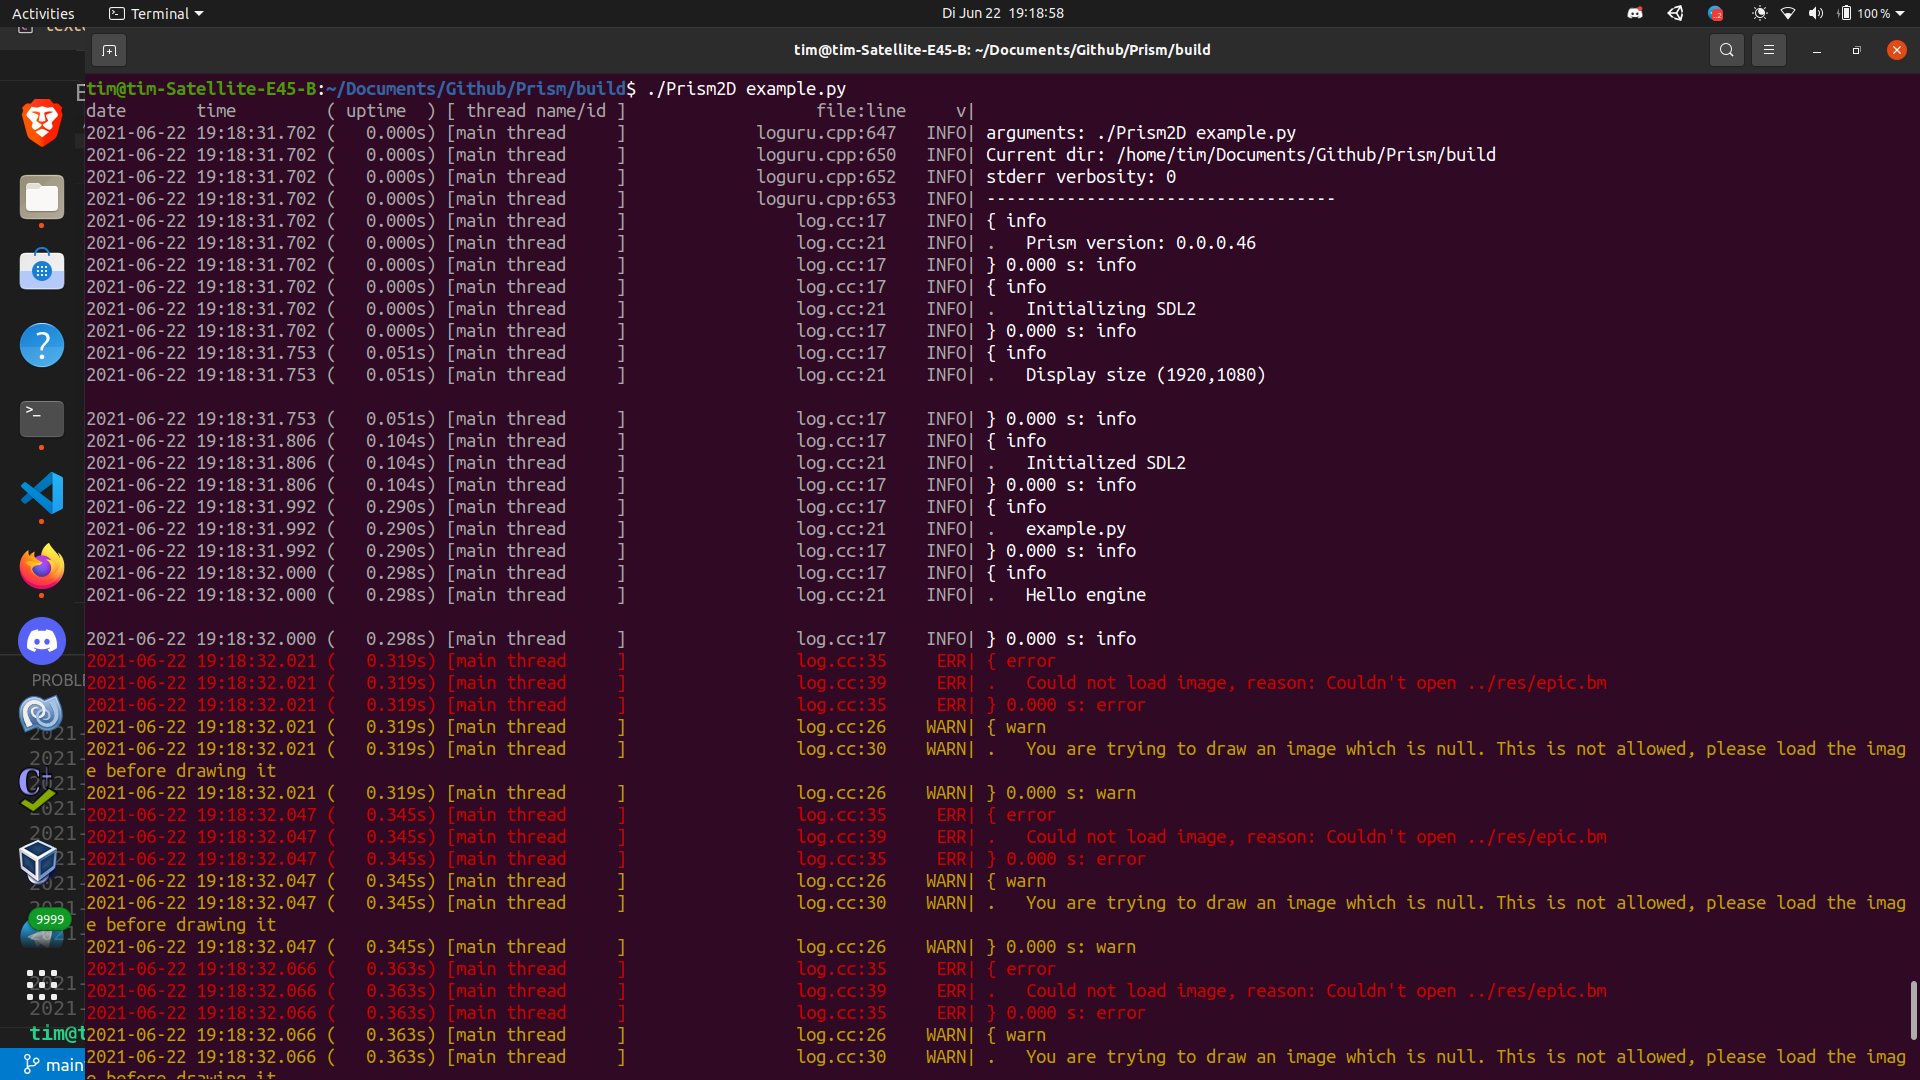 Activities
Terminal
Di Jun 22 19:18:58
100 %
tim@tim-Satellite-E45-B: ~/Documents/Github/Prism/build
tim@tim-Satellite-E45-B:~/Documents/Github/Prism/build$ ./Prism2D example.py
date       time         ( uptime  ) [ thread name/id ]                   file:line     v|
2021-06-22 19:18:31.702 (   0.000s) [main thread     ]             loguru.cpp:647   INFO| arguments: ./Prism2D example.py
2021-06-22 19:18:31.702 (   0.000s) [main thread     ]             loguru.cpp:650   INFO| Current dir: /home/tim/Documents/Github/Prism/build
2021-06-22 19:18:31.702 (   0.000s) [main thread     ]             loguru.cpp:652   INFO| stderr verbosity: 0
2021-06-22 19:18:31.702 (   0.000s) [main thread     ]             loguru.cpp:653   INFO| -----------------------------------
2021-06-22 19:18:31.702 (   0.000s) [main thread     ]                 log.cc:17    INFO| { info
2021-06-22 19:18:31.702 (   0.000s) [main thread     ]                 log.cc:21    INFO| .   Prism version: 0.0.0.46
2021-06-22 19:18:31.702 (   0.000s) [main thread     ]                 log.cc:17    INFO| } 0.000 s: info
2021-06-22 19:18:31.702 (   0.000s) [main thread     ]                 log.cc:17    INFO| { info
2021-06-22 19:18:31.702 (   0.000s) [main thread     ]                 log.cc:21    INFO| .   Initializing SDL2
2021-06-22 19:18:31.702 (   0.000s) [main thread     ]                 log.cc:17    INFO| } 0.000 s: info
2021-06-22 19:18:31.753 (   0.051s) [main thread     ]                 log.cc:17    INFO| { info
2021-06-22 19:18:31.753 (   0.051s) [main thread     ]                 log.cc:21    INFO| .   Display size (1920,1080)
2021-06-22 19:18:31.753 (   0.051s) [main thread     ]                 log.cc:17    INFO| } 0.000 s: info
2021-06-22 19:18:31.806 (   0.104s) [main thread     ]                 log.cc:17    INFO| { info
2021-06-22 19:18:31.806 (   0.104s) [main thread     ]                 log.cc:21    INFO| .   Initialized SDL2
2021-06-22 19:18:31.806 (   0.104s) [main thread     ]                 log.cc:17    INFO| } 0.000 s: info
2021-06-22 19:18:31.992 (   0.290s) [main thread     ]                 log.cc:17    INFO| { info
2021-06-22 19:18:31.992 (   0.290s) [main thread     ]                 log.cc:21    INFO| .   example.py
2021-06-22 19:18:31.992 (   0.290s) [main thread     ]                 log.cc:17    INFO| } 0.000 s: info
2021-06-22 19:18:32.000 (   0.298s) [main thread     ]                 log.cc:17    INFO| { info
2021-06-22 19:18:32.000 (   0.298s) [main thread     ]                 log.cc:21    INFO| .   Hello engine
2021-06-22 19:18:32.000 (   0.298s) [main thread     ]                 log.cc:17    INFO| } 0.000 s: info
2021-06-22 19:18:32.021 (   0.319s) [main thread     ]                 log.cc:35     ERR| { error
2021-06-22 19:18:32.021 (   0.319s) [main thread     ]                 log.cc:39     ERR| .   Could not load image, reason: Couldn't open ../res/epic.bm
2021-06-22 19:18:32.021 (   0.319s) [main thread     ]                 log.cc:35     ERR| } 0.000 s: error
2021-06-22 19:18:32.021 (   0.319s) [main thread     ]                 log.cc:26    WARN| { warn
2021-06-22 19:18:32.021 (   0.319s) [main thread     ]                 log.cc:30    WARN| .   You are trying to draw an image which is null. This is not allowed, please load the imag
e before drawing it
2021-06-22 19:18:32.021 (   0.319s) [main thread     ]                 log.cc:26    WARN| } 0.000 s: warn
2021-06-22 19:18:32.047 (   0.345s) [main thread     ]                 log.cc:35     ERR| { error
2021-06-22 19:18:32.047 (   0.345s) [main thread     ]                 log.cc:39     ERR| .   Could not load image, reason: Couldn't open ../res/epic.bm
2021-06-22 19:18:32.047 (   0.345s) [main thread     ]                 log.cc:35     ERR| } 0.000 s: error
2021-06-22 19:18:32.047 (   0.345s) [main thread     ]                 log.cc:26    WARN| { warn
2021-06-22 19:18:32.047 (   0.345s) [main thread     ]                 log.cc:30    WARN| .   You are trying to draw an image which is null. This is not allowed, please load the imag
e before drawing it
2021-06-22 19:18:32.047 (   0.345s) [main thread     ]                 log.cc:26    WARN| } 0.000 s: warn
2021-06-22 19:18:32.066 (   0.363s) [main thread     ]                 log.cc:35     ERR| { error
2021-06-22 19:18:32.066 (   0.363s) [main thread     ]                 log.cc:39     ERR| .   Could not load image, reason: Couldn't open ../res/epic.bm
2021-06-22 19:18:32.066 (   0.363s) [main thread     ]                 log.cc:35     ERR| } 0.000 s: error
2021-06-22 19:18:32.066 (   0.363s) [main thread     ]                 log.cc:26    WARN| { warn
2021-06-22 19:18:32.066 (   0.363s) [main thread     ]                 log.cc:30    WARN| .   You are trying to draw an image which is null. This is not allowed, please load the imag
e before drawing it
PROBL
9999
tim@t
main